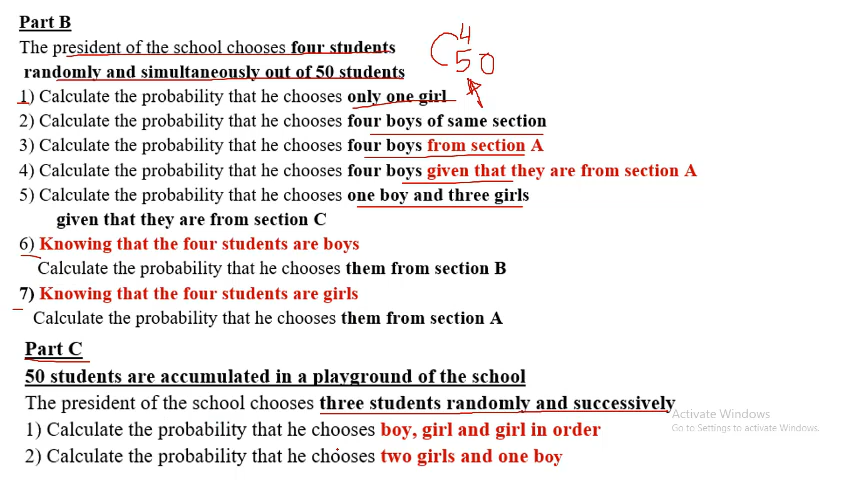 Part B
The president of the school chooses four students
randomly and simultaneously out of 50 students
C 4 50
1) Calculate the probability that he chooses only one girl
2) Calculate the probability that he chooses four boys of same section
3) Calculate the probability that he chooses four boys from section A
4) Calculate the probability that he chooses four boys given that they are from section A
5) Calculate the probability that he chooses one boy and three girls
given that they are from section C
6) Knowing that the four students are boys
Calculate the probability that he chooses them from section B
7) Knowing that the four students are girls
Calculate the probability that he chooses them from section A
Part C
50 students are accumulated in a playground of the school
The president of the school chooses three students randomly and successively
1) Calculate the probability that he chooses boy, girl and girl in order
2) Calculate the probability that he chooses two girls and one boy
Activate Windows
Go to Settings to activate Windows.